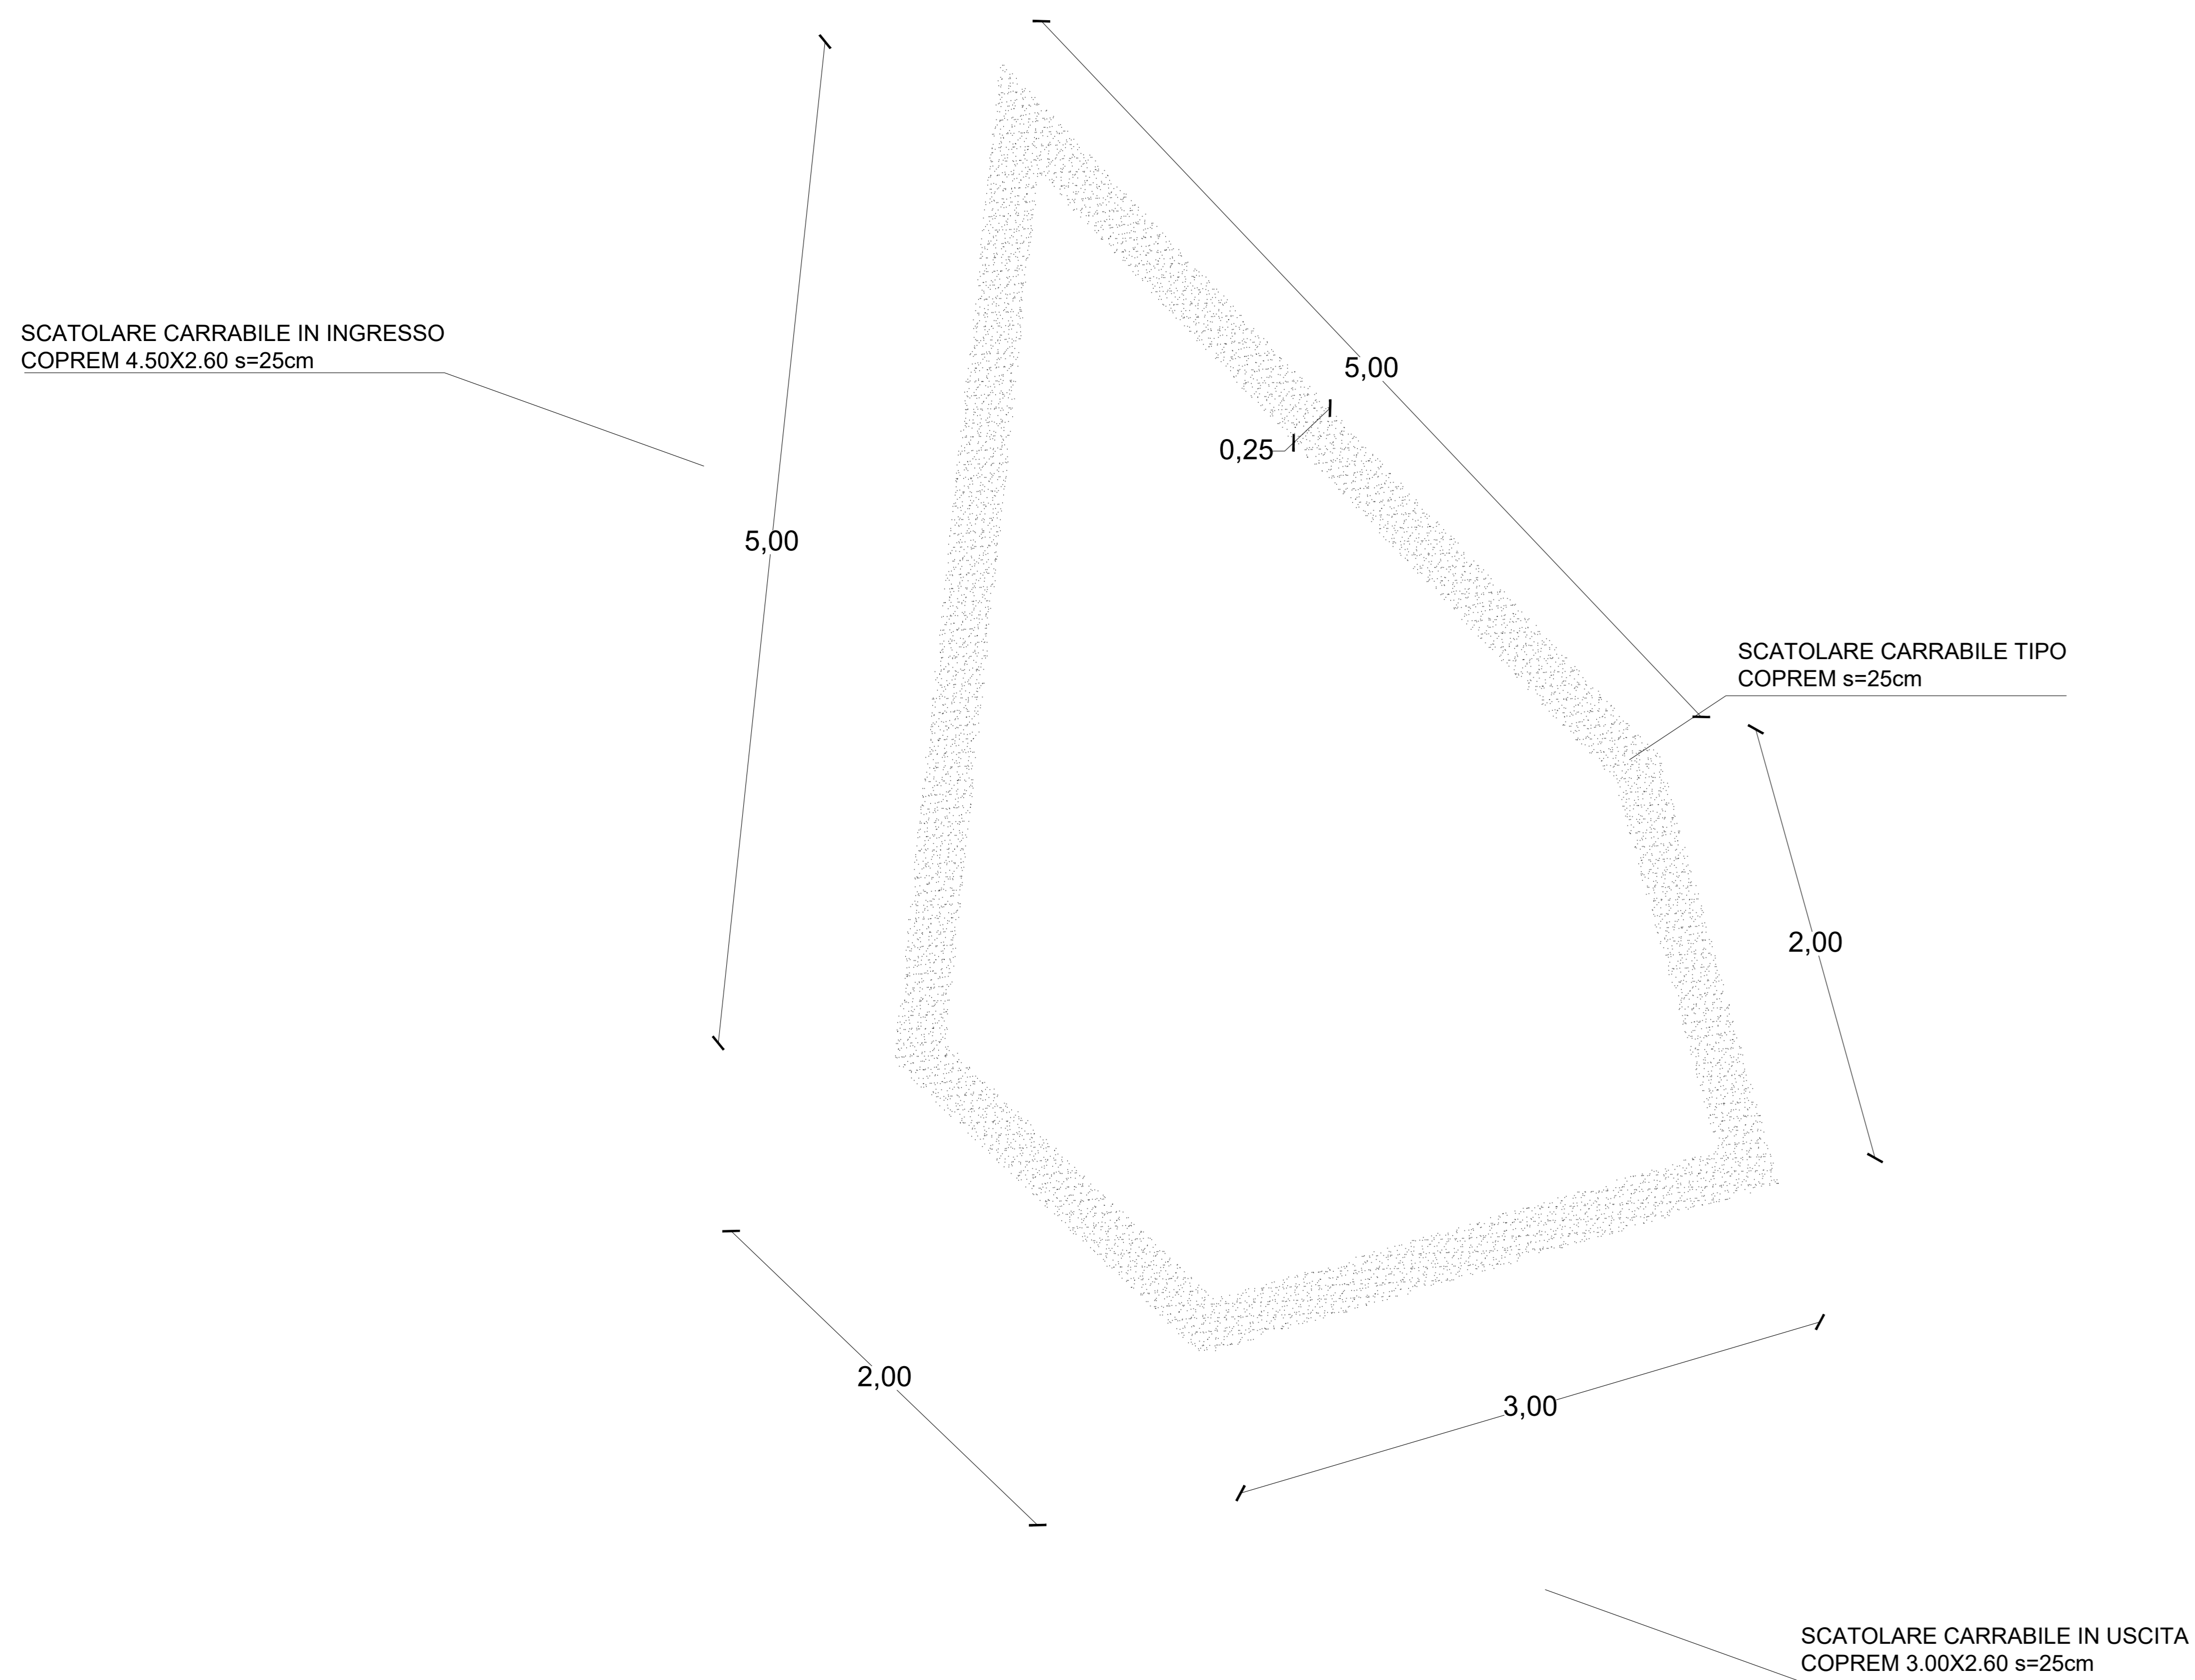 SCATOLARE CARRABILE IN INGRESSO
COPREM 4.50X2.60 s=25cm
5,00
0,25
5,00
SCATOLARE CARRABILE TIPO
COPREM s=25cm
2,00
2,00
3,00
SCATOLARE CARRABILE IN USCITA
COPREM 3.00X2.60 s=25cm